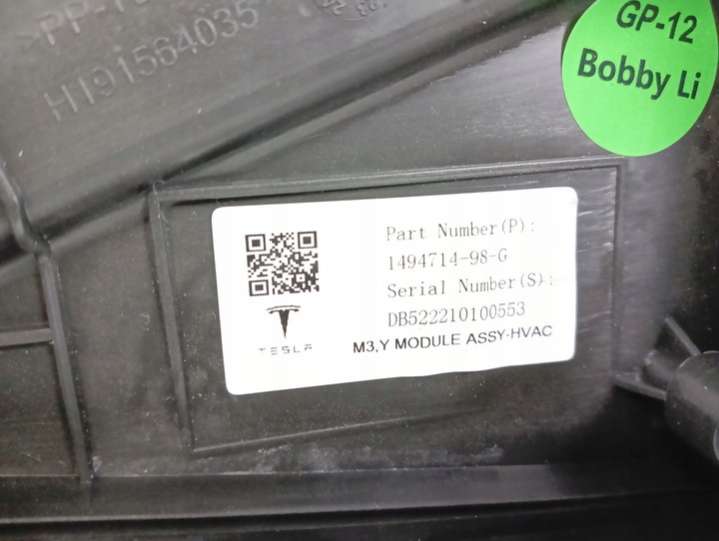 H191564035
GP-12
Bobby Li
Part Number(P):
1494714-98-G
Serial Number(S):
DB522210100553
TESLA
M3,Y MODULE ASSY-HVAC